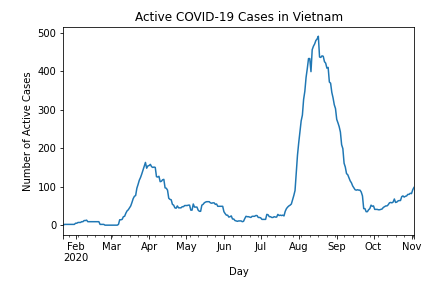 Active COVID-19 Cases in Vietnam
500
400
300
200
100
0
Number of Active Cases
Feb Mar Apr May Jun Jul Aug Sep Oct Nov
2020
Day